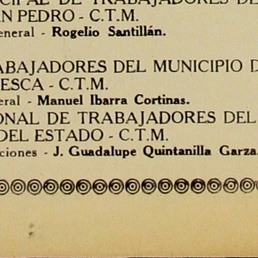 CIPAL DE TRABAJADORES DE
N PEDRO - C.T.M.
eneral - Rogelio Santillán.
ABAJADORES DEL MUNICIPIO D
ESCA - C.T.M.
eral - Manuel Ibarra Cortinas.
ONAL DE TRABAJADORES DEL
DEL ESTADO - C.T.M.
ciones - J. Guadalupe Quintanilla Garza.